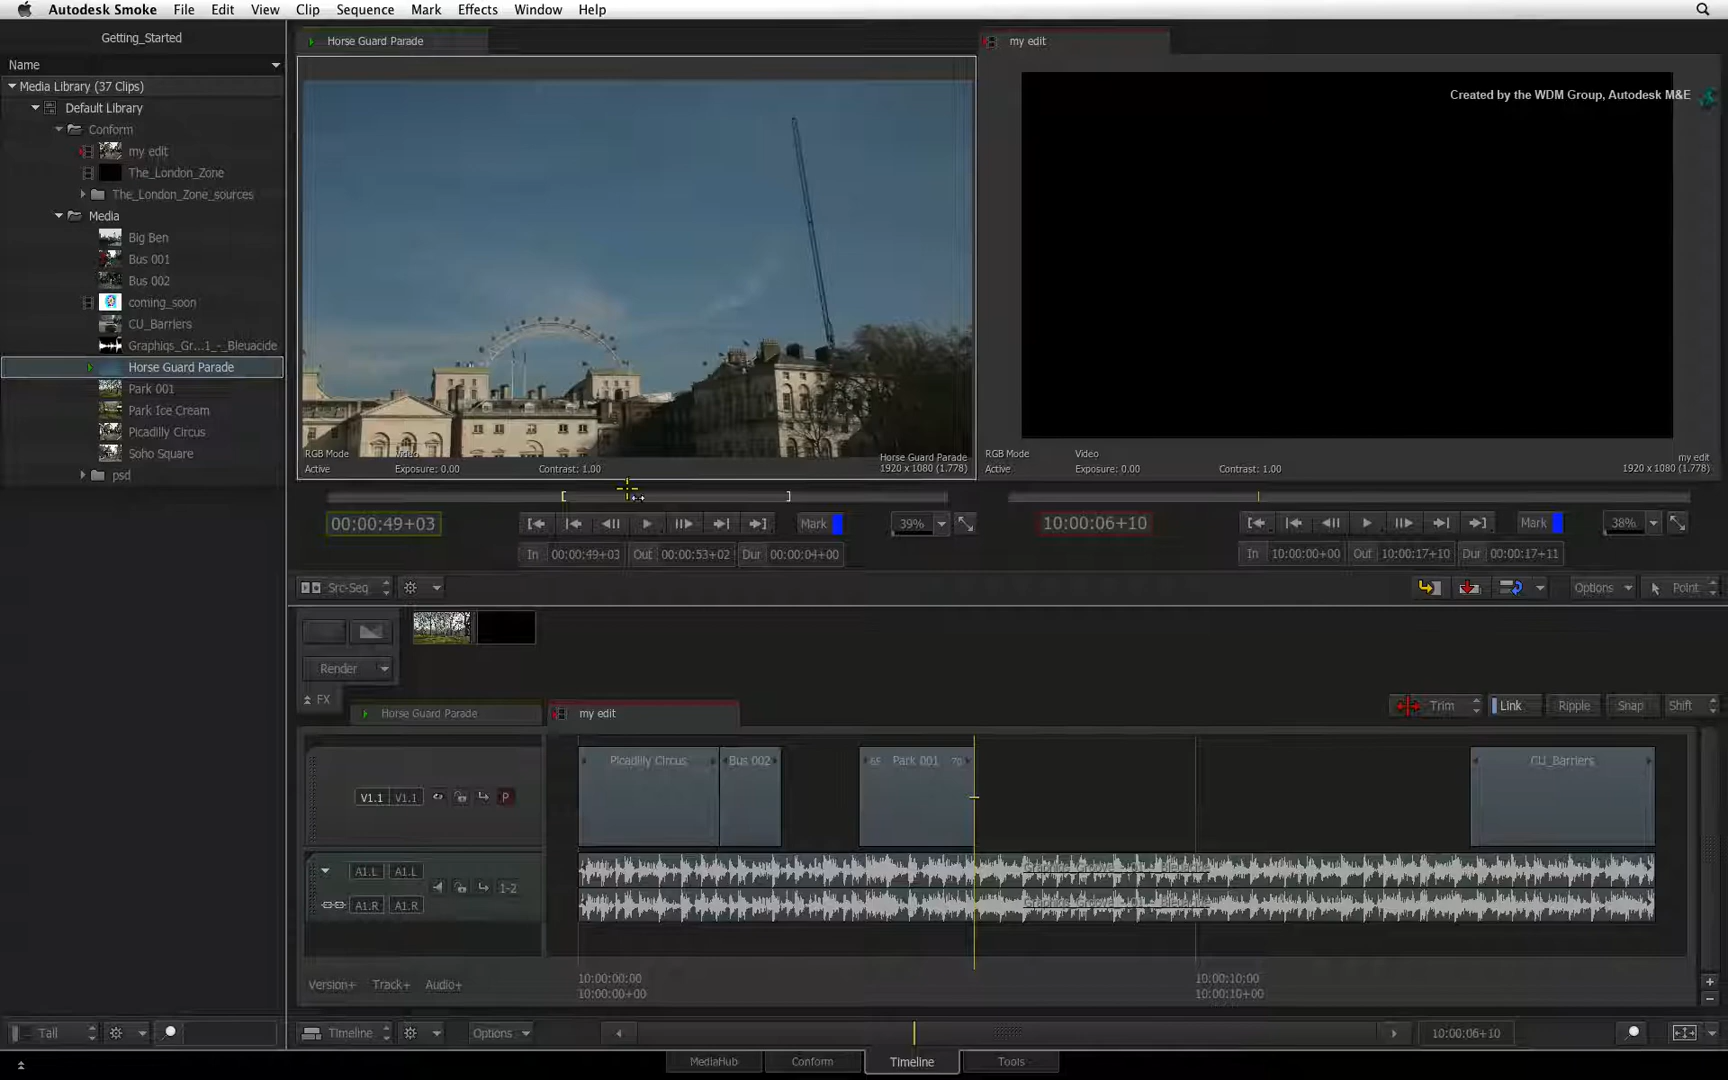 Autodesk Smoke File Edit View Clip Sequence Mark Effects Window Help
Getting_Started
Name
Media Library (37 Clips)
Default Library
Conform
my edit
The_London_Zone
The_London_Zone_sources
Media
Big Ben
Bus 001
Bus 002
coming_soon
CU_Barriers
Graphiqs_Gr...1_-_Bleuacide
Horse Guard Parade
Park 001
Park Ice Cream
Picadilly Circus
Soho Square
psd
Horse Guard Parade
RGB Mode Video Horse Guard Parade
Active Exposure: 0.00 Contrast: 1.00 1920 x 1080 (1.778)
00:00:49+03 Mark 39%
In 00:00:49+03 Out 00:00:53+02 Dur 00:00:04+00
my edit
Created by the WDM Group, Autodesk M&E
RGB Mode Video my edit
Active Exposure: 0.00 Contrast: 1.00 1920 x 1080 (1.778)
10:00:06+10 Mark 38%
In 10:00:00+00 Out 10:00:17+10 Dur 00:00:17+11
Src-Seq Options Point
Render
FX
Horse Guard Parade my edit Trim Link Ripple Snap Shift
Picadilly Circus Bus 002 Park 001 70 CU_Barriers
V1.1 V1.1 P
A1.L A1.L
1-2
A1.R A1.R
Version+ Track+ Audio+
10:00:00:00 10:00:10:00
10:00:00+00 10:00:10+00
Tall Timeline Options 10:00:06+10
MediaHub Conform Timeline Tools